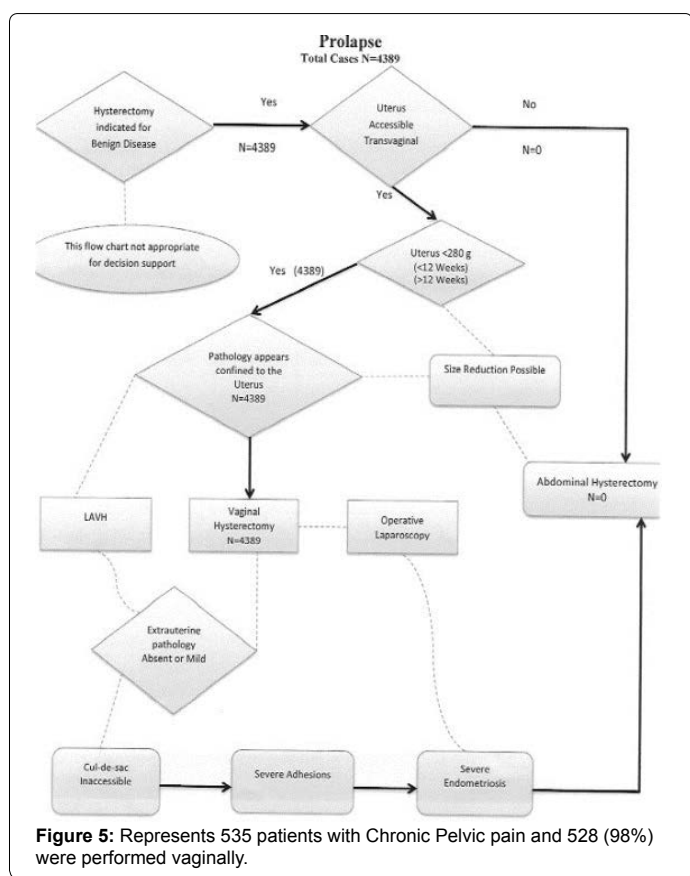 Prolapse
Total Cases N=4389
Hysterectomy
indicated for
Benign Disease
Yes
N=4389
Uterus
Accessible
Transvaginal
No
N=0
Yes
This flow chart not appropriate
for decision support
Uterus <280 g
(<12 Weeks)
(>12 Weeks)
Yes (4389)
Pathology appears
confined to the
Uterus
N=4389
Size Reduction Possible
Abdominal Hysterectomy
N=0
LAVH
Vaginal
Hysterectomy
N=4389
Operative
Laparoscopy
Extrauterine
pathology
Absent or Mild
Cul-de-sac
Inaccessible
Severe Adhesions
Severe
Endometriosis
Figure 5: Represents 535 patients with Chronic Pelvic pain and 528 (98%)
were performed vaginally.